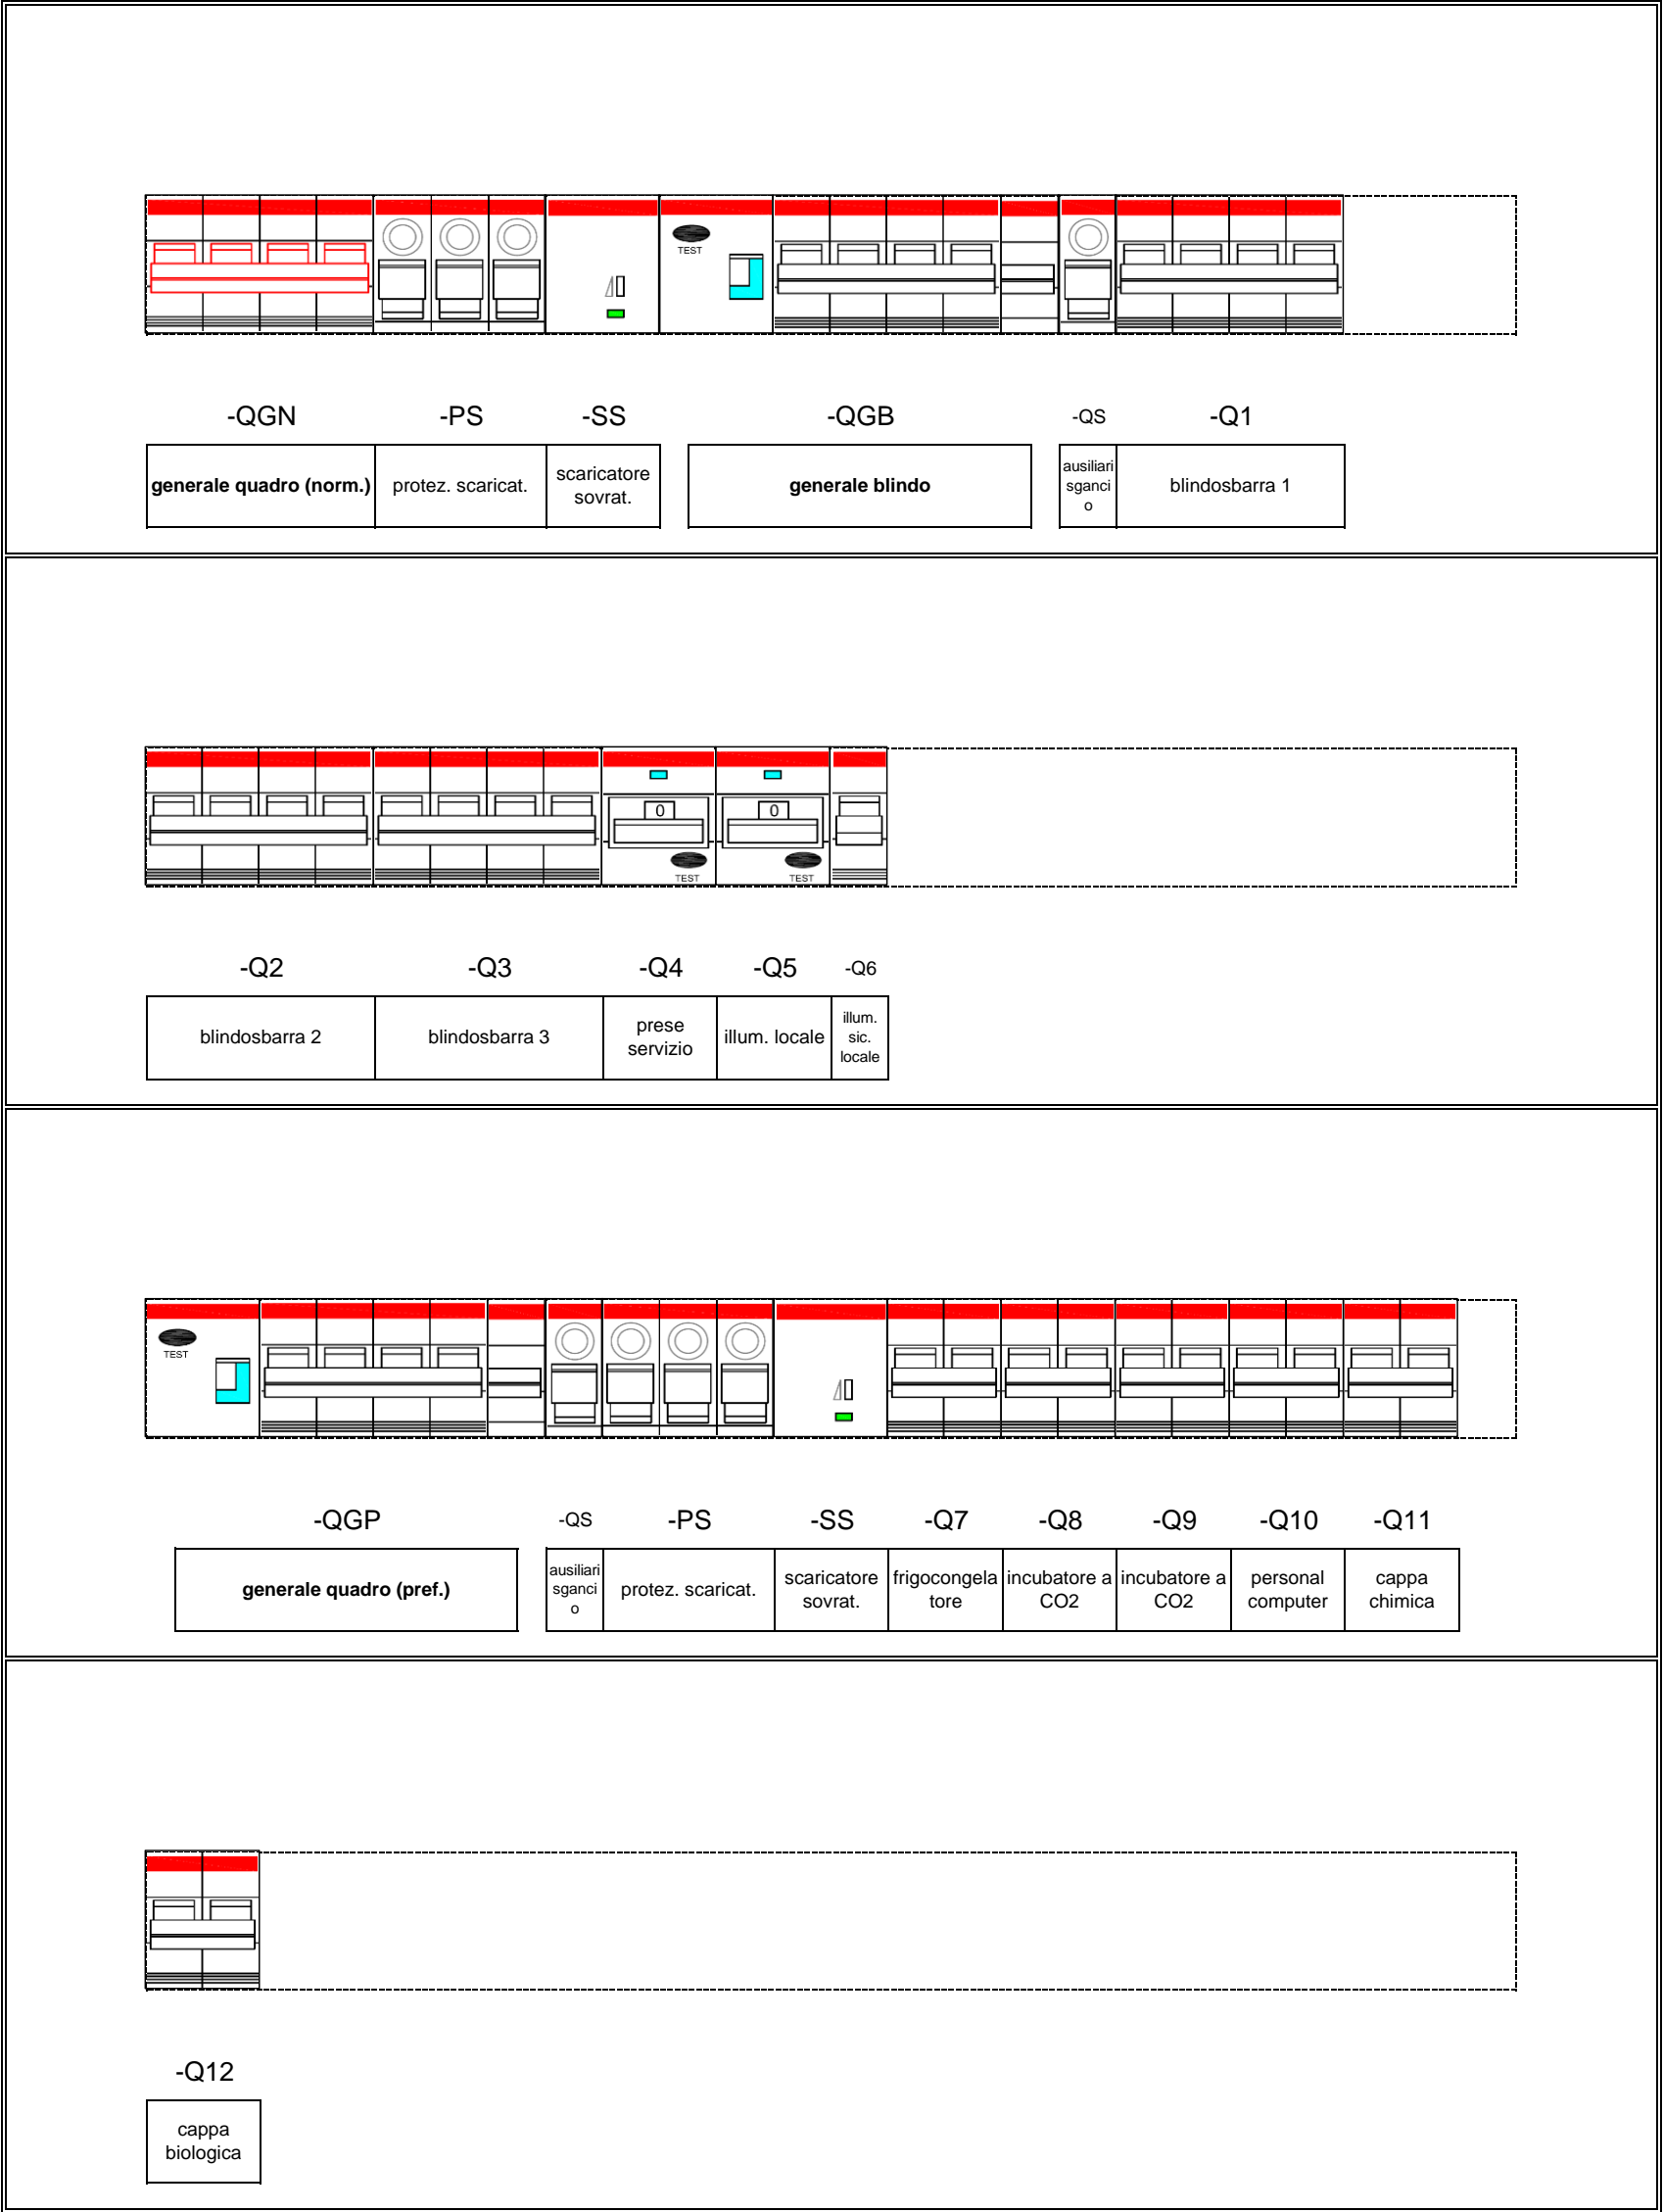 TEST
-QGN -PS -SS -QGB -QS -Q1
generale quadro (norm.)
protez. scaricat.
scaricatore
sovrat.
generale blindo
ausiliari
sganci
o
blindosbarra 1
0 0
TEST TEST
-Q2 -Q3 -Q4 -Q5 -Q6
blindosbarra 2
blindosbarra 3
prese
servizio
illum. locale
illum.
sic.
locale
TEST
-QGP -QS -PS -SS -Q7 -Q8 -Q9 -Q10 -Q11
generale quadro (pref.)
ausiliari
sganci
o
protez. scaricat.
scaricatore
sovrat.
frigocongela
tore
incubatore a
CO2
incubatore a
CO2
personal
computer
cappa
chimica
-Q12
cappa
biologica